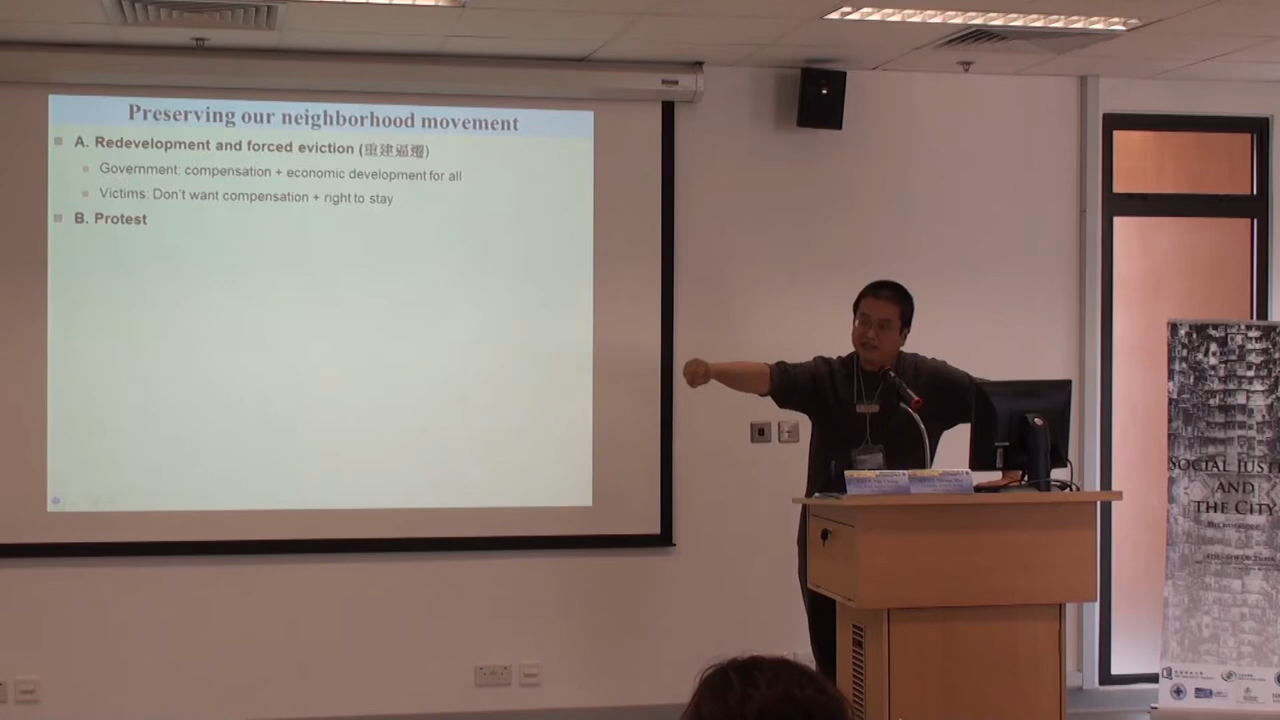 Preserving our neighborhood movement
A. Redevelopment and forced eviction (重建逼遷)
Government: compensation + economic development for all
Victims: Don't want compensation + right to stay
B. Protest
SOCIAL JUSTI
AND
THE CITY